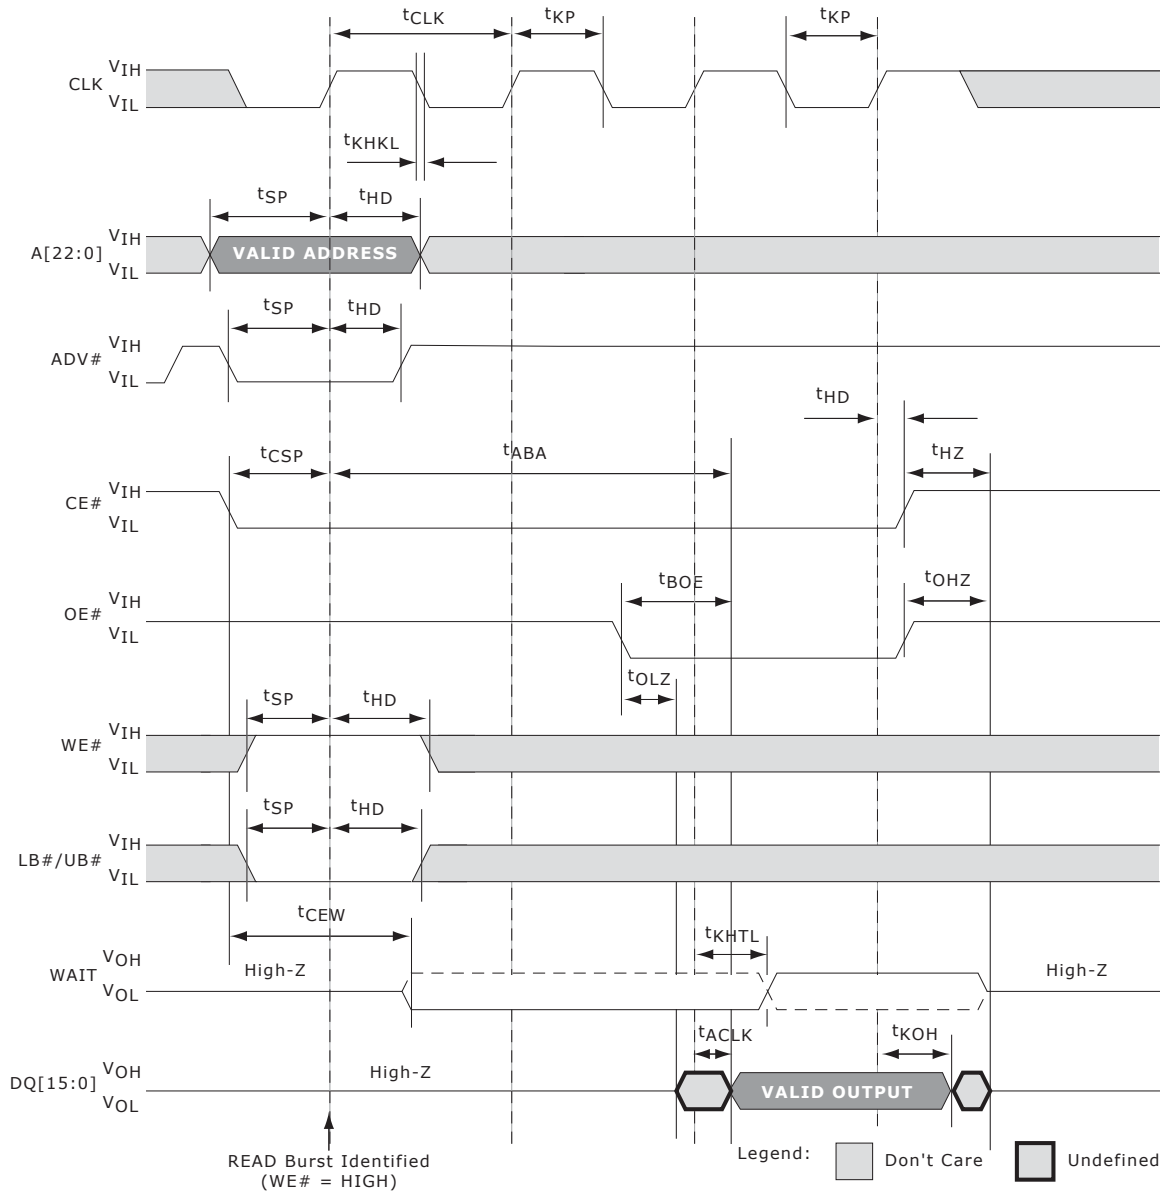 tCLK tKP tKP
CLK VIH
VIL
tKHKL
tSP tHD
A[22:0] VIH
VIL
VALID ADDRESS
tSP tHD
ADV# VIH
VIL
tHD
tCSP tABA tHZ
CE# VIH
VIL
tBOE tOHZ
OE# VIH
VIL
tOLZ
tSP tHD
WE# VIH
VIL
tSP tHD
LB#/UB# VIH
VIL
tCEW tKHTL
WAIT VOH
VOL
High-Z High-Z
tACLK tKOH
DQ[15:0] VOH
VOL
High-Z VALID OUTPUT
READ Burst Identified
(WE# = HIGH)
Legend: Don't Care Undefined